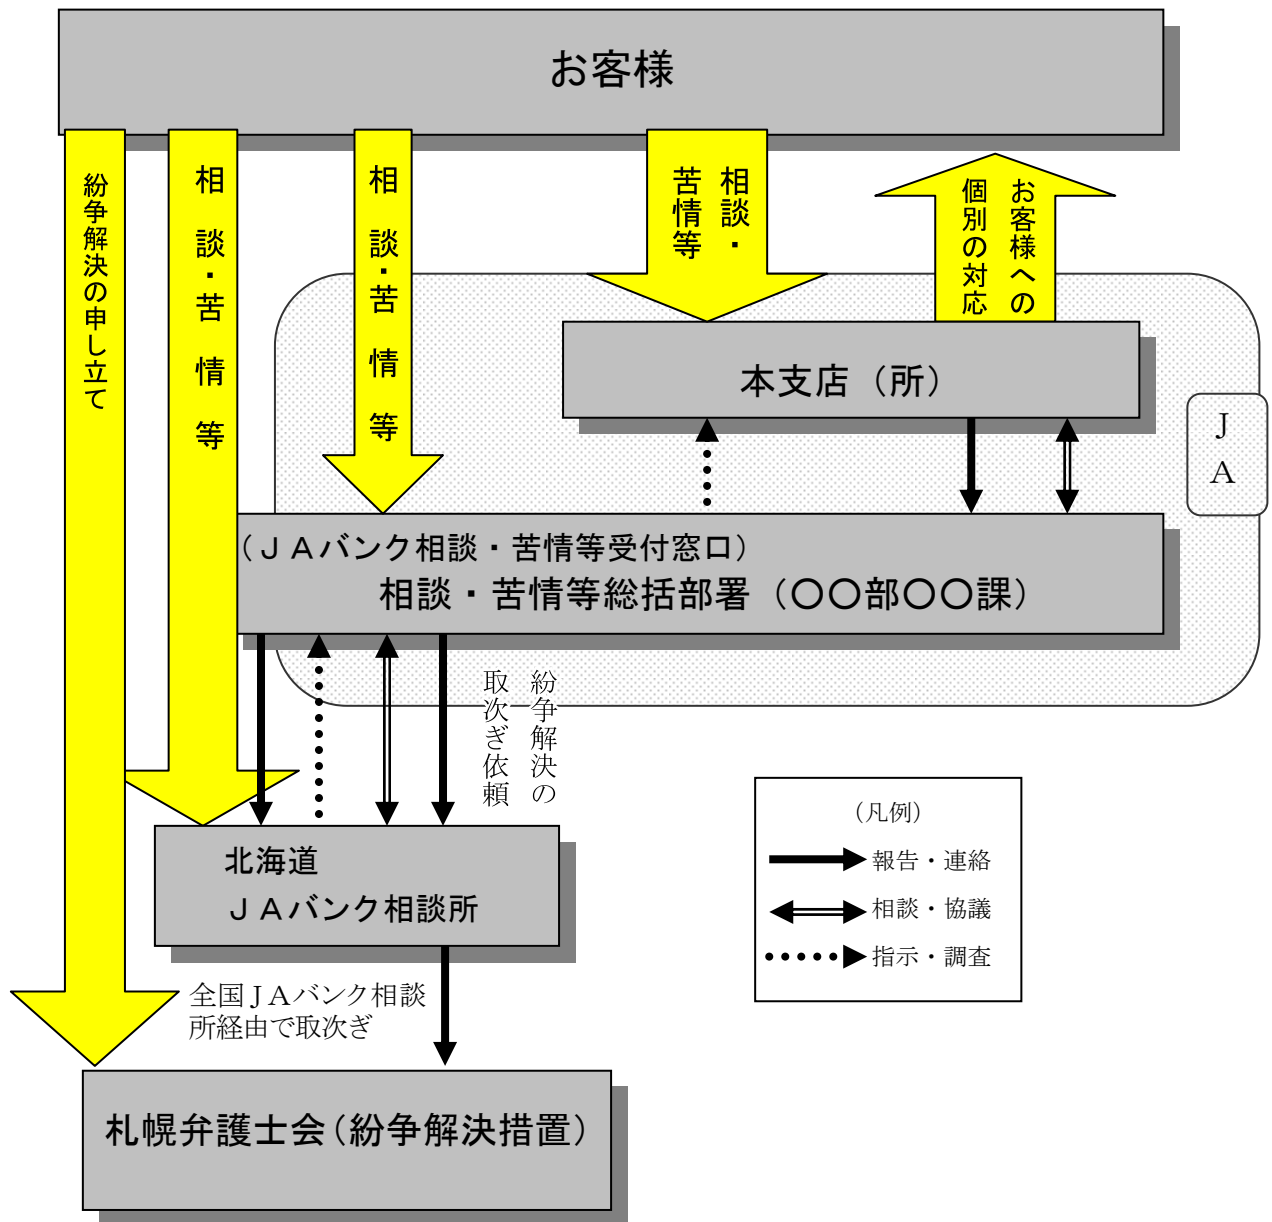 お客様
紛争解決の申し立て
相談・苦情等
相談・苦情等
相談・
苦情等
お客様への
個別の対応
本支店（所）
ＪＡ
（ＪＡバンク相談・苦情等受付窓口）
相談・苦情等総括部署（〇〇部〇〇課）
紛争解決の
取次ぎ依頼
北海道
ＪＡバンク相談所
（凡例）
報告・連絡
相談・協議
指示・調査
全国ＪＡバンク相談
所経由で取次ぎ
札幌弁護士会（紛争解決措置）